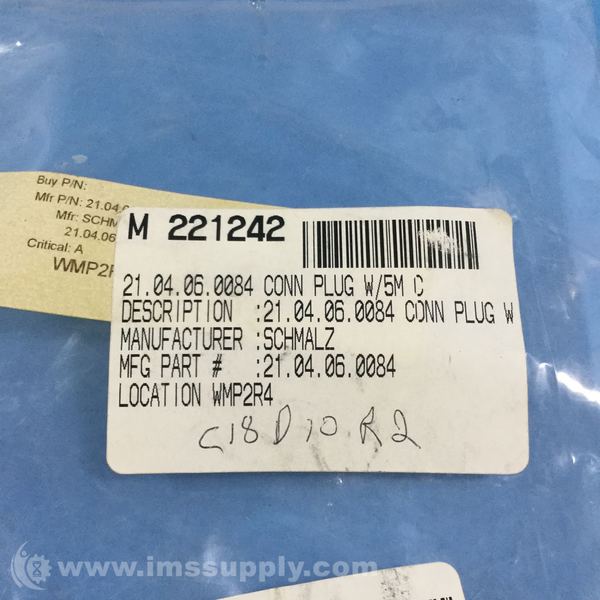 Buy P/N:
Mfr P/N: 21.04.0
Mfr: SCHM
21.04.06
Critical: A
WMP2R
M 221242
21.04.06.0084 CONN PLUG W/5M C
DESCRIPTION :21.04.06.0084 CONN PLUG W
MANUFACTURER :SCHMALZ
MFG PART # :21.04.06.0084
LOCATION WMP2R4
C18 D10 R2
www.imssupply.com